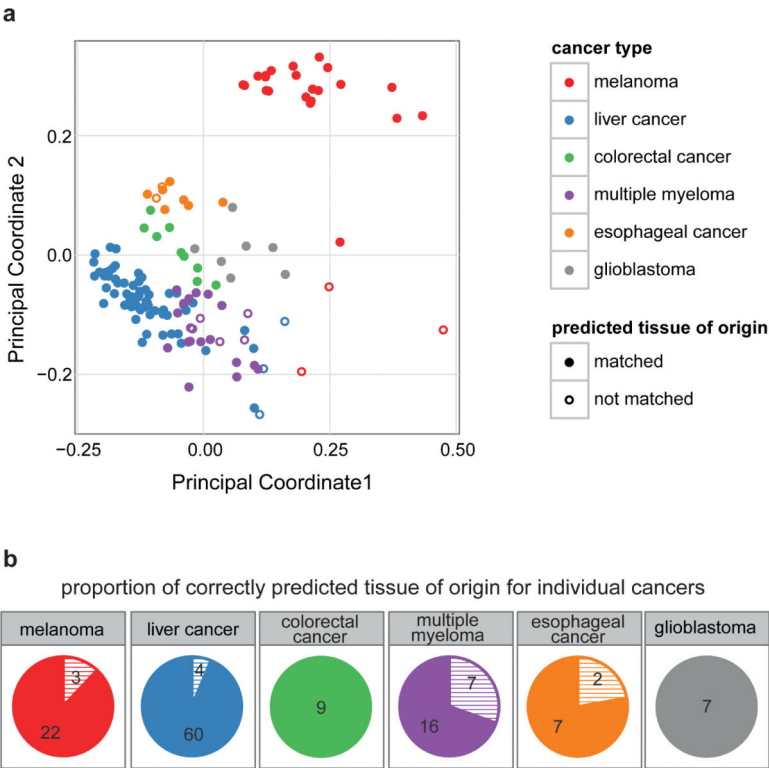 a
Principal Coordinate 2
0.2
0.0
−0.2
−0.25
0.00
0.25
0.50
Principal Coordinate1
cancer type
melanoma
liver cancer
colorectal cancer
multiple myeloma
esophageal cancer
glioblastoma
predicted tissue of origin
matched
not matched
b
proportion of correctly predicted tissue of origin for individual cancers
melanoma
3
22
liver cancer
4
60
colorectal
cancer
9
multiple
myeloma
7
16
esophageal
cancer
2
7
glioblastoma
7